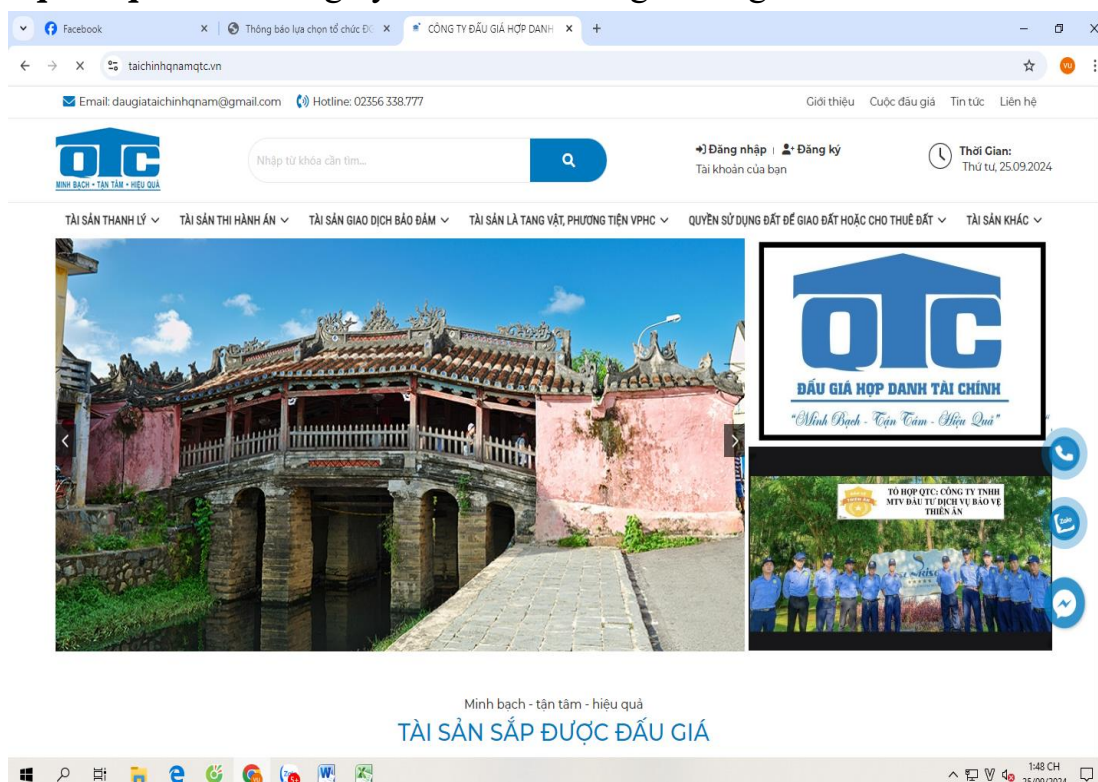 Facebook
Thông báo lựa chọn tổ chức ĐG
CÔNG TY ĐẤU GIÁ HỢP DANH
taichinhqnamqtc.vn
VU
Email: daugiataichinhqnam@gmail.com
Hotline: 02356 338.777
Giới thiệu Cuộc đấu giá Tin tức Liên hệ
QTC
MINH BẠCH • TẬN TÂM • HIỆU QUẢ
Nhập từ khóa cần tìm...
Đăng nhập | Đăng ký
Tài khoản của bạn
Thời Gian:
Thứ tư, 25.09.2024
TÀI SẢN THANH LÝ TÀI SẢN THI HÀNH ÁN TÀI SẢN GIAO DỊCH BẢO ĐẢM TÀI SẢN LÀ TANG VẬT, PHƯƠNG TIỆN VPHC QUYỀN SỬ DỤNG ĐẤT ĐỂ GIAO ĐẤT HOẶC CHO THUÊ ĐẤT TÀI SẢN KHÁC
QTC
ĐẤU GIÁ HỢP DANH TÀI CHÍNH
"Minh Bạch - Tận Tâm - Hiệu Quả"
TỔ HỢP QTC: CÔNG TY TNHH
MTV ĐẦU TƯ DỊCH VỤ BẢO VỆ
THIÊN ÂN
Zalo
Minh bạch - tận tâm - hiệu quả
TÀI SẢN SẮP ĐƯỢC ĐẤU GIÁ
1:48 CH
25/09/2024